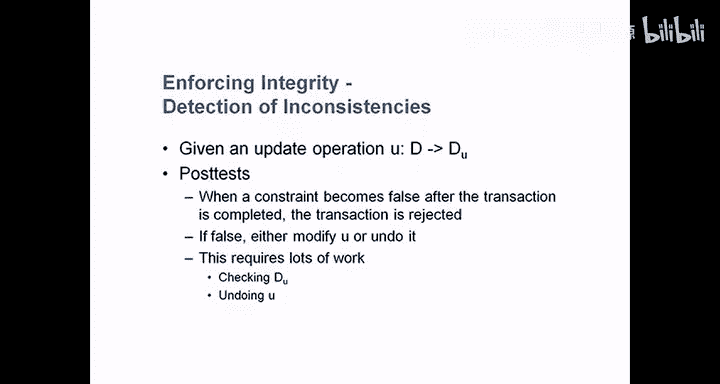 bilibili
Enforcing Integrity -
Detection of Inconsistencies
• Given an update operation u: D -> Du
• Posttests
– When a constraint becomes false after the transaction
is completed, the transaction is rejected
– If false, either modify u or undo it
– This requires lots of work
• Checking Du
• Undoing u